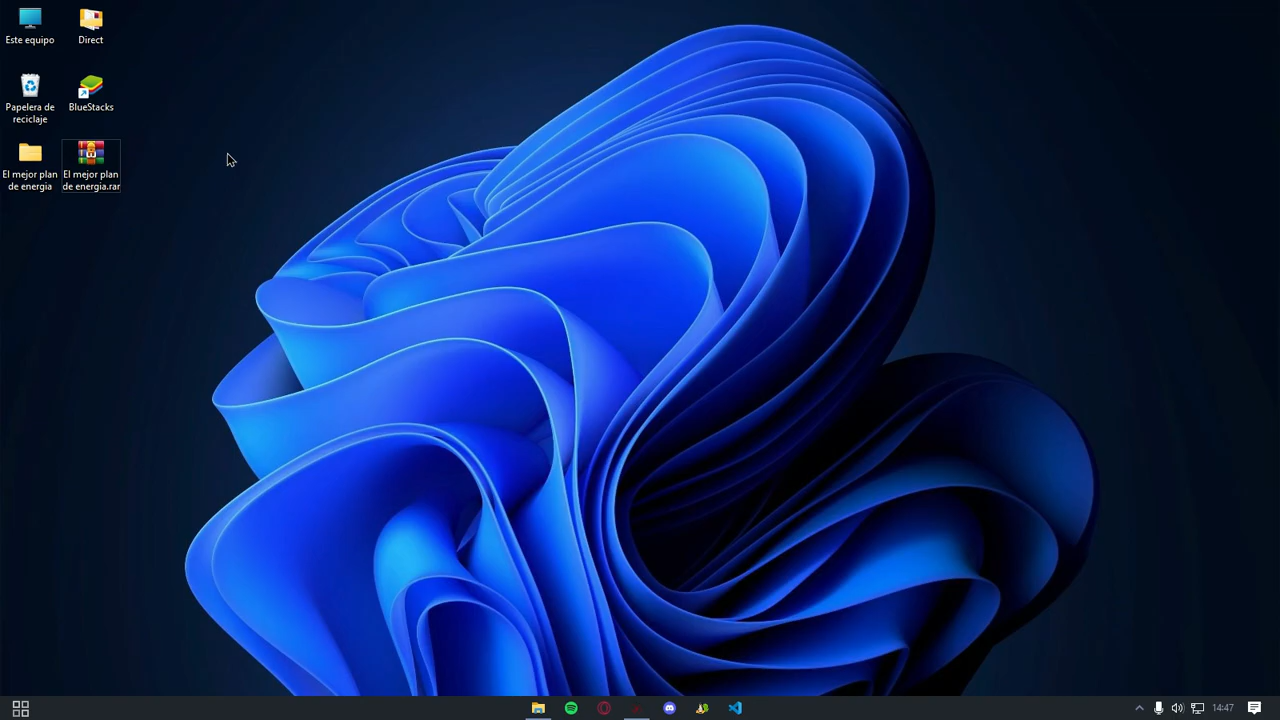 Este equipo
Direct
Papelera de
reciclaje
BlueStacks
El mejor plan
de energia
El mejor plan
de energia.rar
14:47